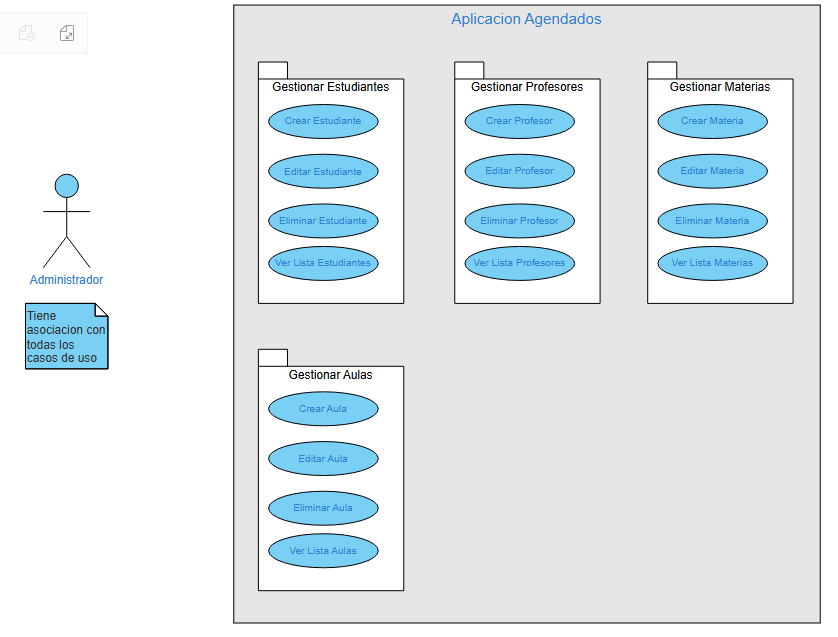 Aplicacion Agendados
Gestionar Estudiantes
Crear Estudiante
Editar Estudiante
Eliminar Estudiante
Ver Lista Estudiantes
Gestionar Profesores
Crear Profesor
Editar Profesor
Eliminar Profesor
Ver Lista Profesores
Gestionar Materias
Crear Materia
Editar Materia
Eliminar Materia
Ver Lista Materias
Administrador
Tiene
asociacion con
todas los
casos de uso
Gestionar Aulas
Crear Aula
Editar Aula
Eliminar Aula
Ver Lista Aulas